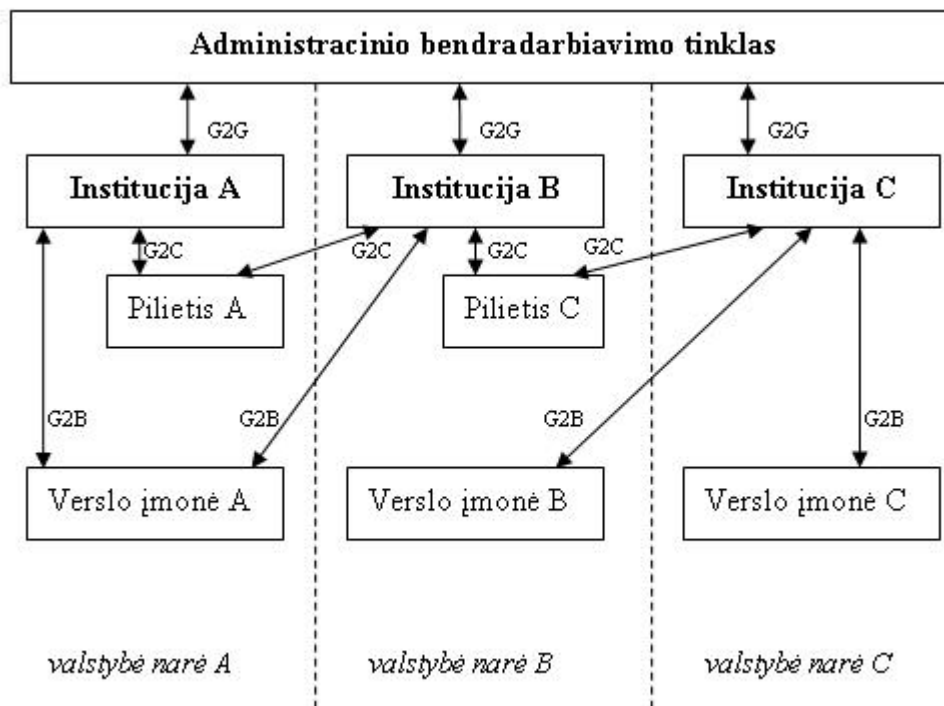 Administracinio bendradarbiavimo tinklas
G2G
G2G
G2G
Institucija A
Institucija B
Institucija C
G2C
G2C
G2C
G2C
Pilietis A
Pilietis C
G2B
G2B
G2B
G2B
Verslo įmonė A
Verslo įmonė B
Verslo įmonė C
valstybė narė A
valstybė narė B
valstybė narė C